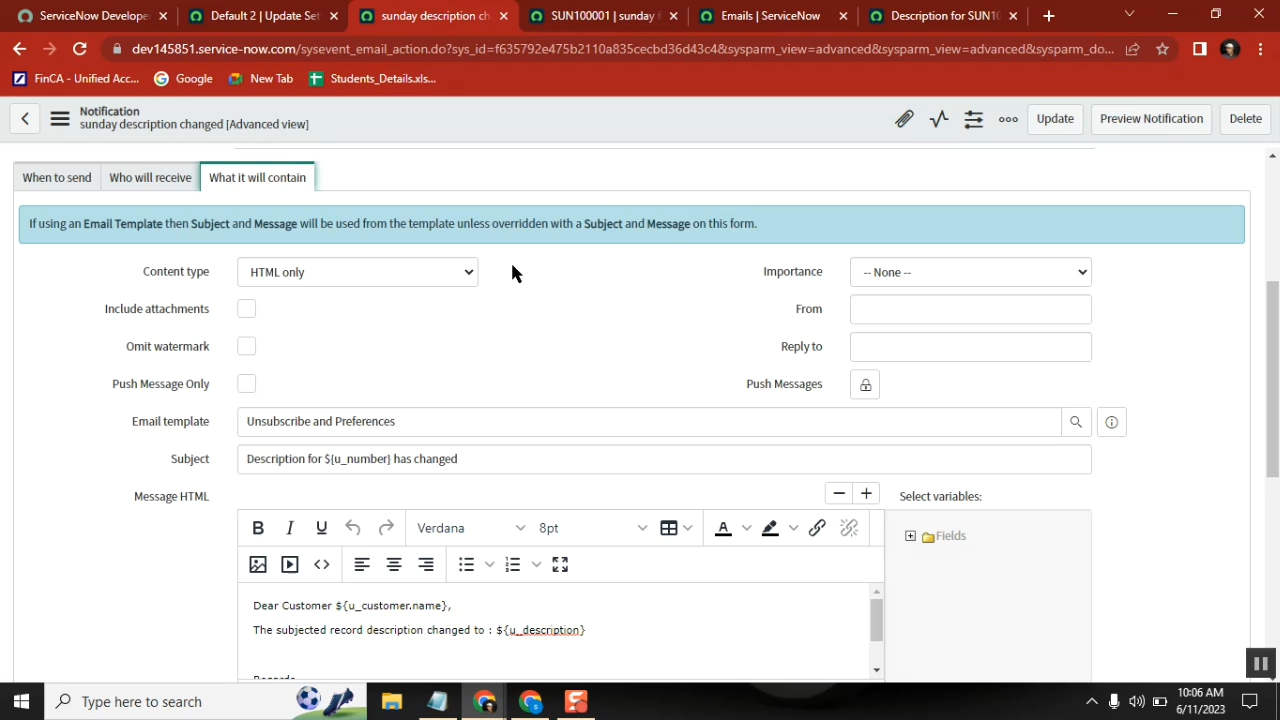 ServiceNow Develope
Default 2 | Update Set
sunday description ch
SUN100001 | sunday f
Emails | ServiceNow
Description for SUN10
dev145851.service-now.com/sysevent_email_action.do?sys_id=f635792e475b2110a835cecbd36d43c4&sysparm_view=advanced&sysparm_view=advanced&sysparm_do...
FinCA - Unified Acc...
Google
New Tab
Students_Details.xls...
Notification
sunday description changed [Advanced view]
Update
Preview Notification
Delete
When to send
Who will receive
What it will contain
If using an Email Template then Subject and Message will be used from the template unless overridden with a Subject and Message on this form.
Content type
HTML only
Importance
-- None --
Include attachments
From
Omit watermark
Reply to
Push Message Only
Push Messages
Email template
Unsubscribe and Preferences
Subject
Description for ${u_number} has changed
Message HTML
Select variables:
B I U
Verdana
8pt
A
Fields
Dear Customer ${u_customer.name},
The subjected record description changed to : ${u_description}
Type here to search
10:06 AM
6/11/2023